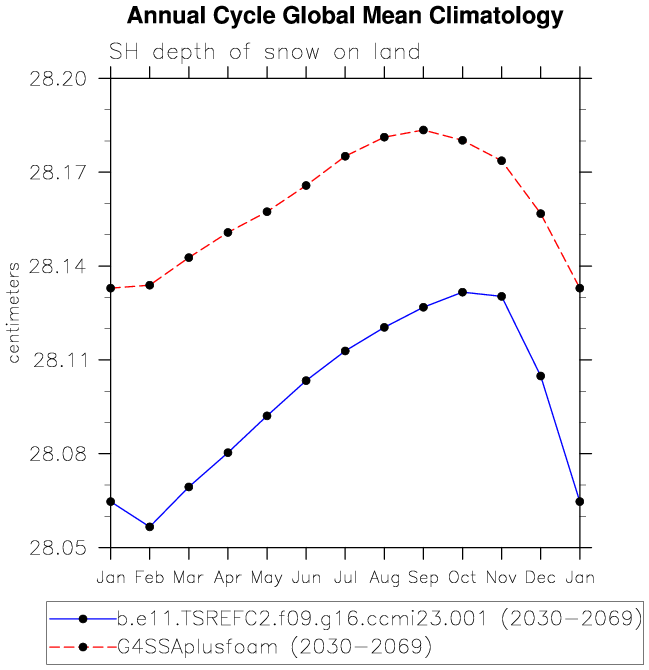 Annual Cycle Global Mean Climatology
SH depth of snow on land
28.20
28.17
28.14
28.11
28.08
28.05
centimeters
Jan Feb Mar Apr May Jun Jul Aug Sep Oct Nov Dec Jan
b.e11.TSREFC2.f09.g16.ccmi23.001 (2030-2069)
G4SSAplusfoam (2030-2069)